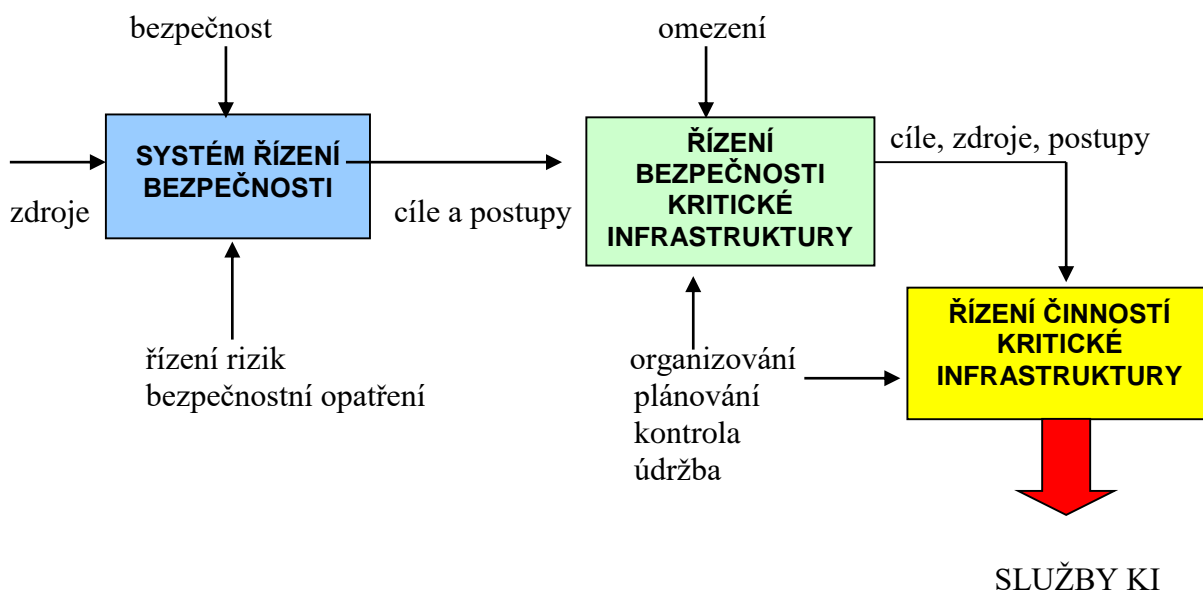 bezpečnost
omezení
SYSTÉM ŘÍZENÍ
BEZPEČNOSTI
ŘÍZENÍ
BEZPEČNOSTI
KRITICKÉ
INFRASTRUKTURY
cíle, zdroje, postupy
zdroje
cíle a postupy
ŘÍZENÍ ČINNOSTÍ
KRITICKÉ
INFRASTRUKTURY
řízení rizik
bezpečnostní opatření
organizování
plánování
kontrola
údržba
SLUŽBY KI